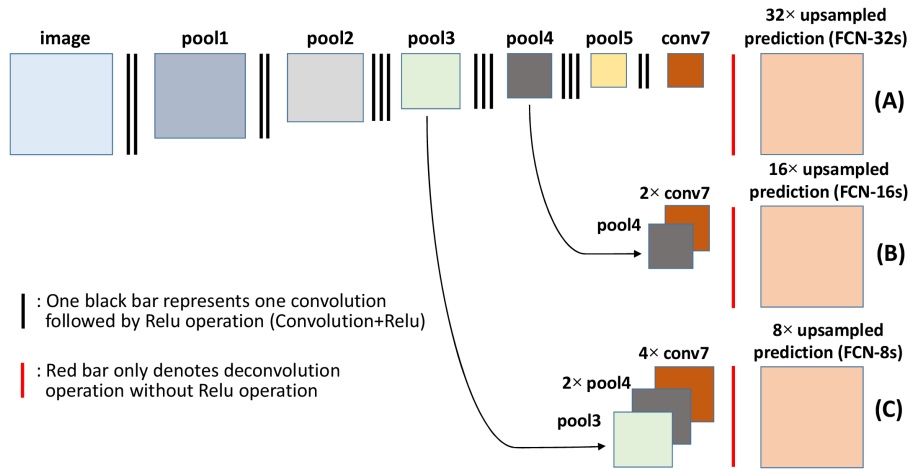 image
pool1
pool2
pool3
pool4
pool5
conv7
32× upsampled
prediction (FCN-32s)
(A)
16× upsampled
prediction (FCN-16s)
2× conv7
pool4
(B)
: One black bar represents one convolution
followed by Relu operation (Convolution+Relu)
8× upsampled
prediction (FCN-8s)
4× conv7
: Red bar only denotes deconvolution
operation without Relu operation
2× pool4
pool3
(C)